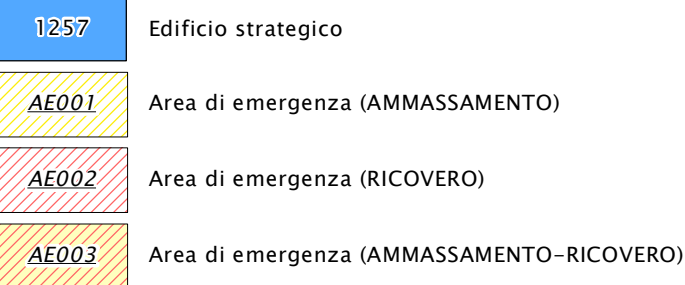 1257 Edificio strategico
AE001 Area di emergenza (AMMASSAMENTO)
AE002 Area di emergenza (RICOVERO)
AE003 Area di emergenza (AMMASSAMENTO-RICOVERO)